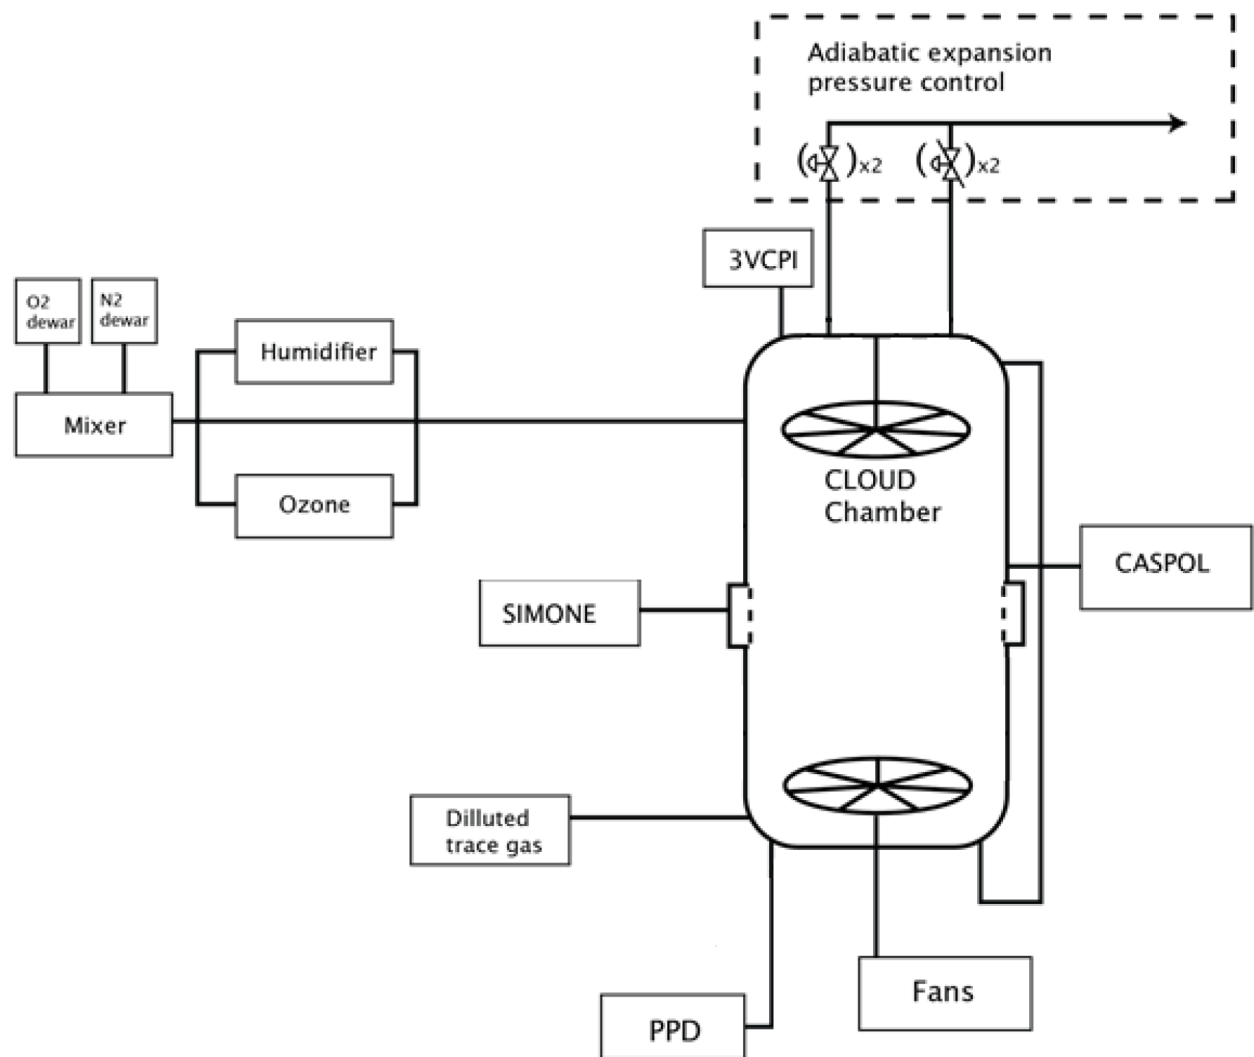 Adiabatic expansion
pressure control
( )x2
( )x2
3VCPI
O2
dewar
N2
dewar
Humidifier
Mixer
Ozone
CLOUD
Chamber
CASPOL
SIMONE
Dilluted
trace gas
Fans
PPD